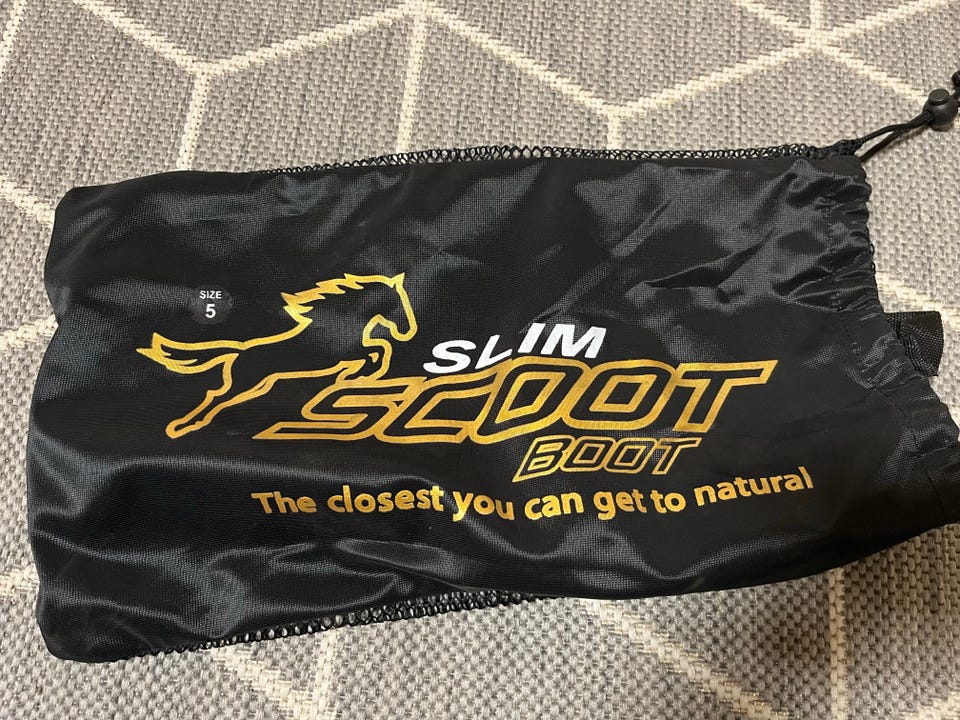 SIZE
5
SLIM
SCOOT
BOOT
The closest you can get to natural